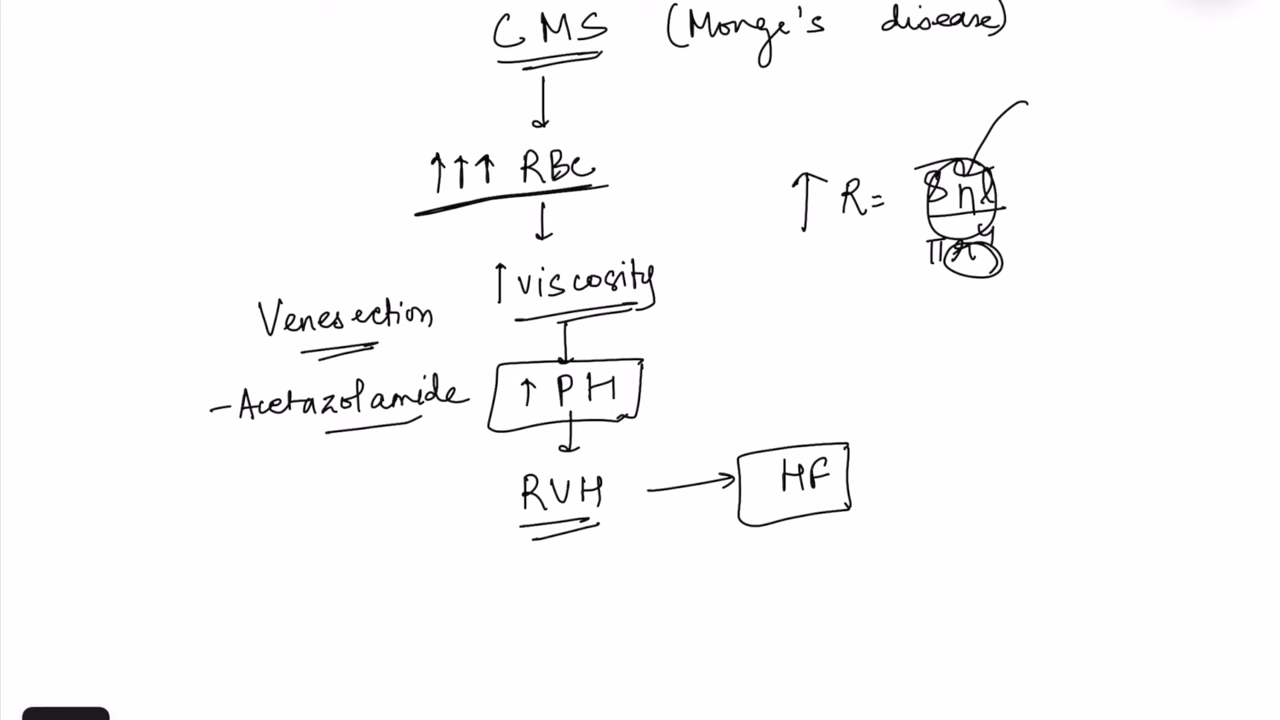 CMS (Monge's disease)
↑↑↑ RBC
↑ R = 8ηl / πr⁴
↑ viscosity
Venesection
↑ PH
- Acetazolamide
RVH → HF